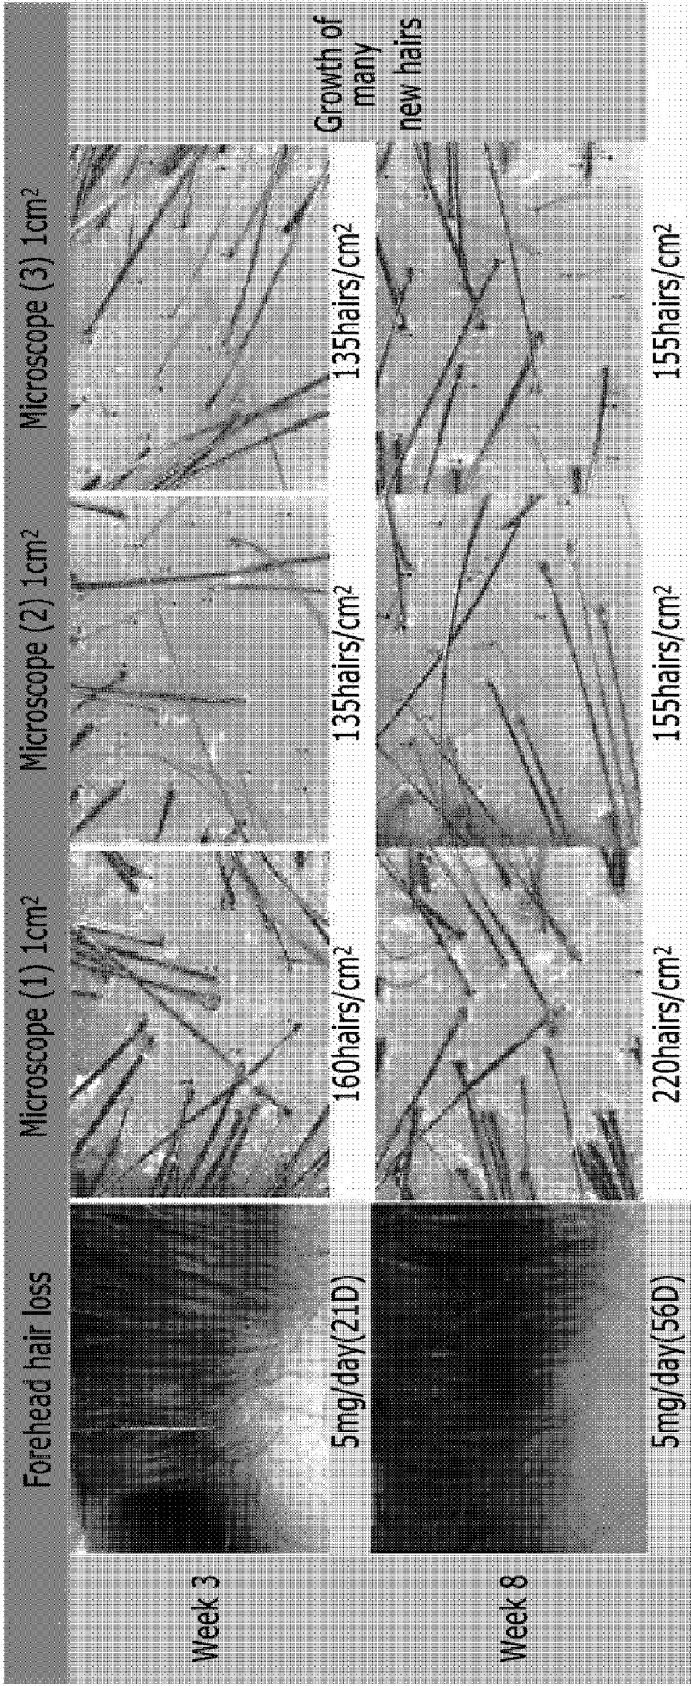 Forehead hair loss
Microscope (1) 1cm²
Microscope (2) 1cm²
Microscope (3) 1cm²
Week 3
5mg/day(21D)
160hairs/cm²
135hairs/cm²
135hairs/cm²
Growth of
many
new hairs
Week 8
5mg/day(56D)
220hairs/cm²
155hairs/cm²
155hairs/cm²